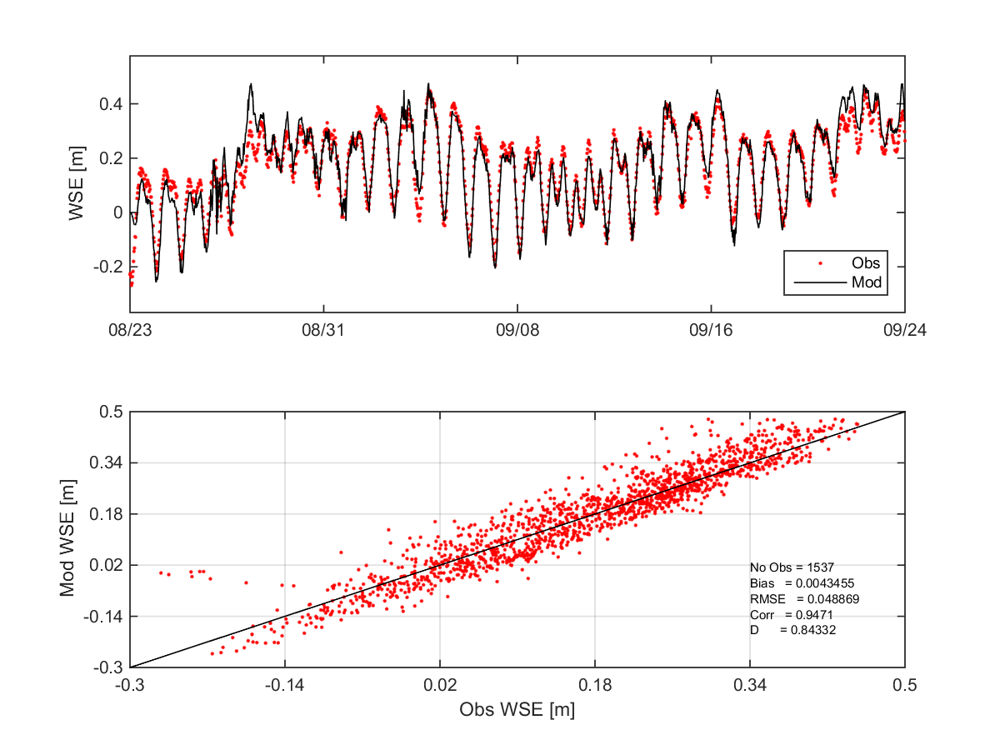 WSE [m]
0.4
0.2
0
-0.2
08/23
08/31
09/08
09/16
09/24
Obs
Mod
Mod WSE [m]
0.5
0.34
0.18
0.02
-0.14
-0.3
No Obs = 1537
Bias = 0.0043455
RMSE = 0.048869
Corr = 0.9471
D = 0.84332
-0.3
-0.14
0.02
0.18
0.34
0.5
Obs WSE [m]